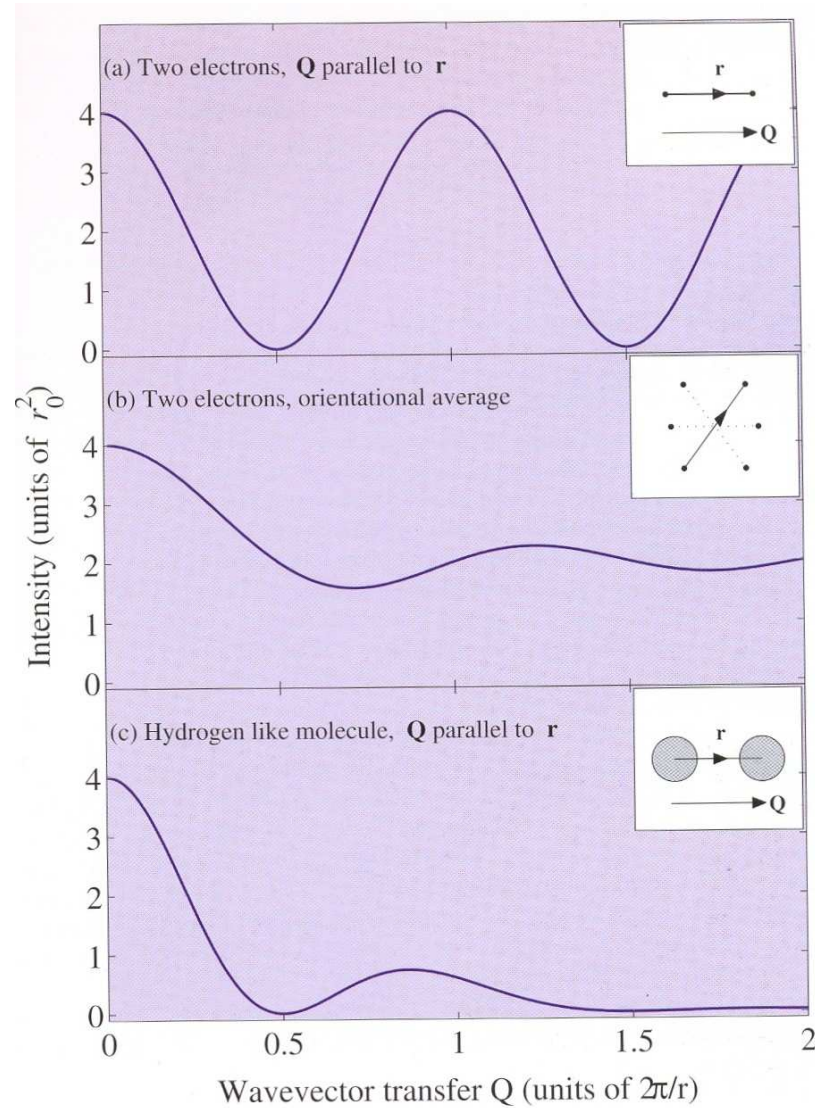 (a) Two electrons, Q parallel to r
r
Q
4
3
2
1
0
(b) Two electrons, orientational average
4
3
2
1
0
(c) Hydrogen like molecule, Q parallel to r
r
Q
4
3
2
1
0
0
0.5
1
1.5
2
Intensity (units of r₀²)
Wavevector transfer Q (units of 2π/r)